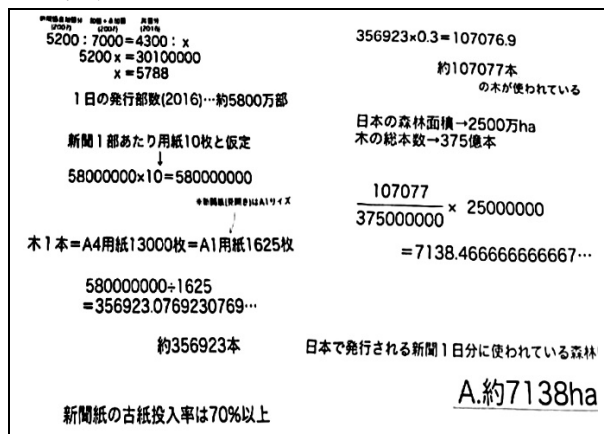 (2007) (2007) (2016)
5200：7000=4300：x
5200x=30100000
x=5788
1日の発行部数(2016)…約5800万部
新聞1部あたり用紙10枚と仮定
↓
58000000×10=580000000
はA1サイズ
木1本=A4用紙13000枚=A1用紙1625枚
580000000÷1625
=356923.0769230769…
約356923本
新聞紙の古紙投入率は70%以上
356923×0.3=107076.9
約107077本
の木が使われている
日本の森林面積→2500万ha
木の総本数→375億本
107077
375000000 × 25000000
=7138.466666666667…
日本で発行される新聞1日分に使われている森林
A.約7138ha